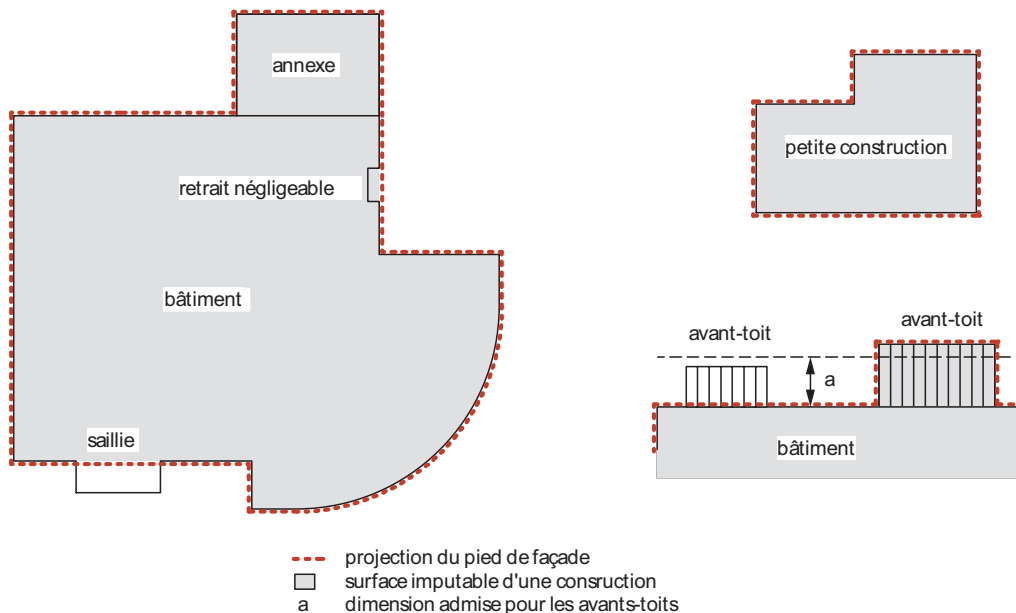 annexe
retrait négligeable
bâtiment
saillie
petite construction
avant-toit
avant-toit
a
bâtiment
projection du pied de façade
surface imputable d'une consruction
a dimension admise pour les avants-toits